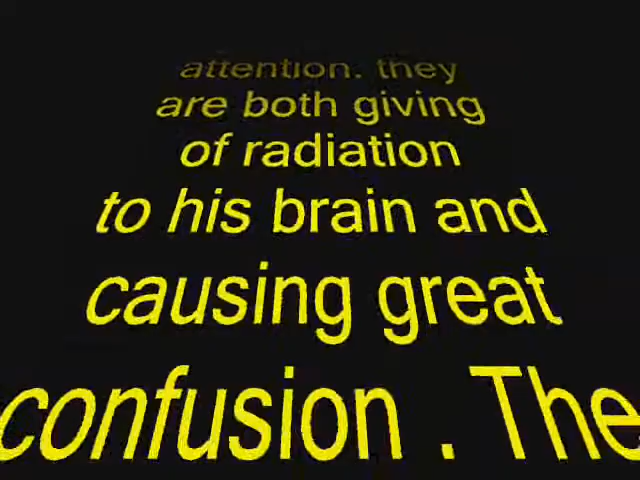 attention. they
are both giving
of radiation
to his brain and
causing great
confusion . The